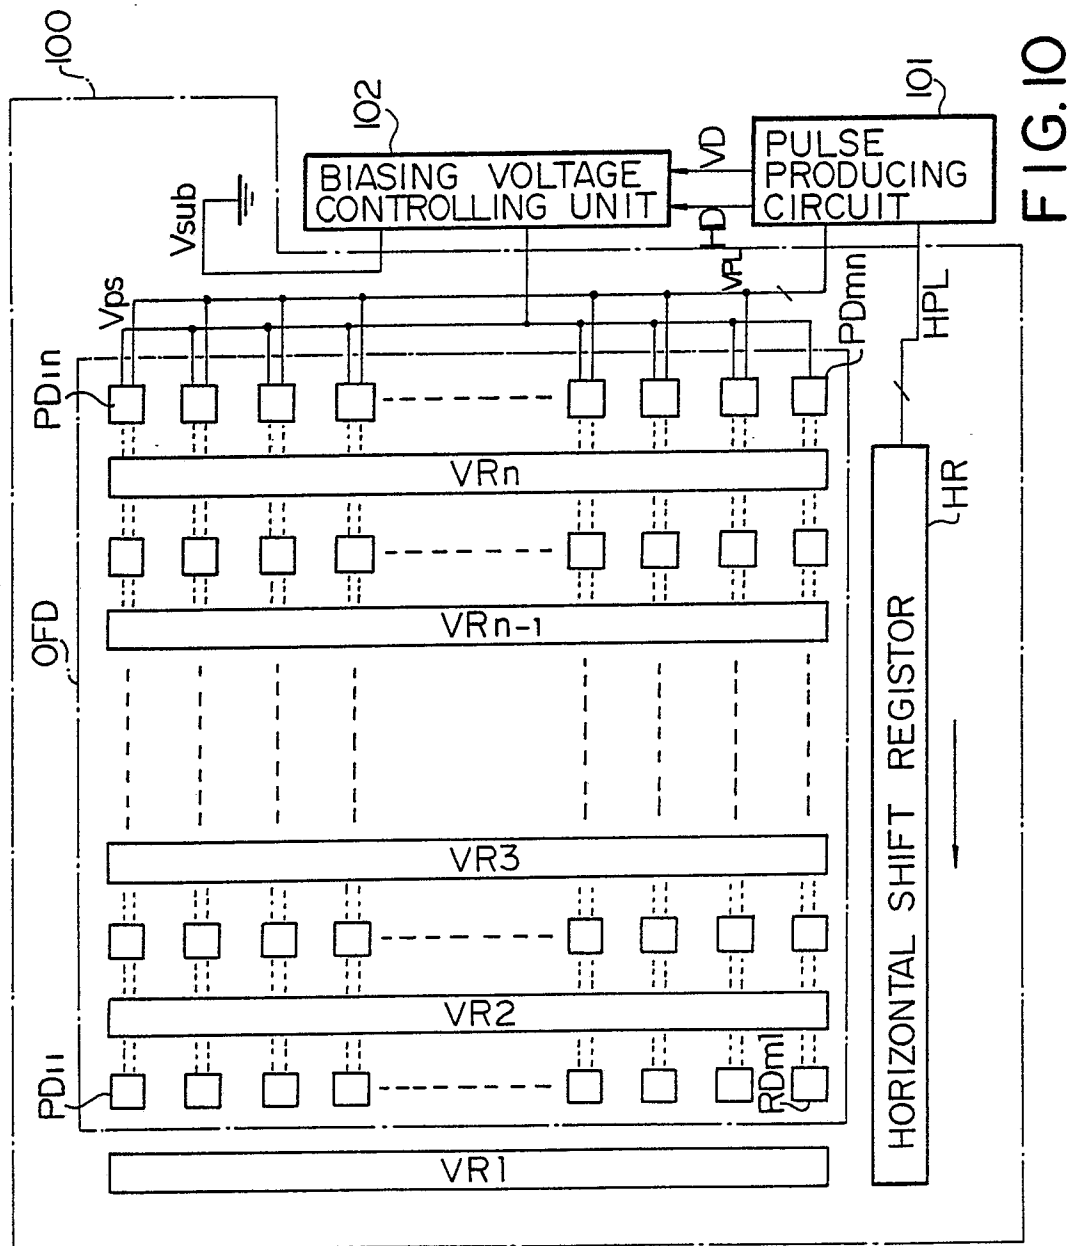 100
102
BIASING VOLTAGE
CONTROLLING UNIT
101
PULSE
PRODUCING
CIRCUIT
VD
HD
VPL
HPL
Vsub
Vps
OFD
PD1n
PDmn
VRn
VRn-1
VR3
VR2
VR1
PD11
RDm1
HR
HORIZONTAL SHIFT REGISTOR
FIG. 10